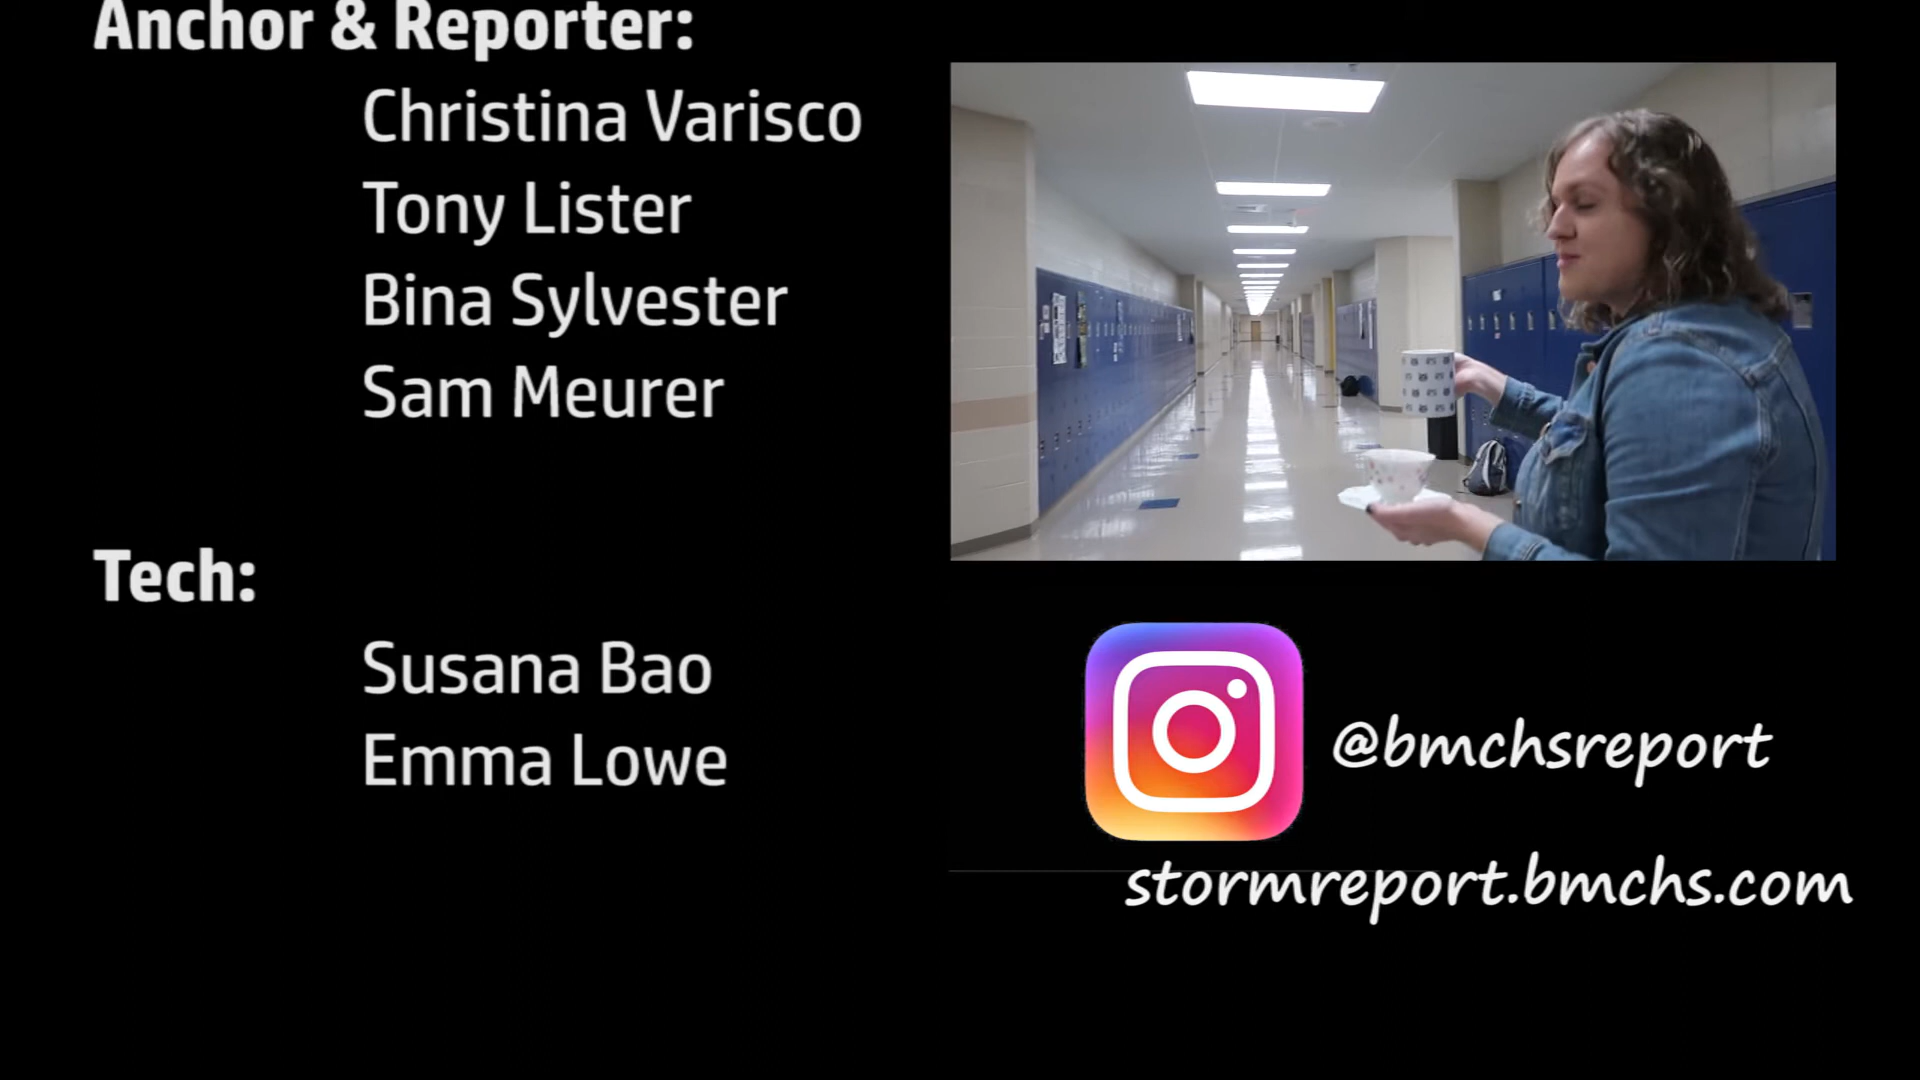 Anchor & Reporter:
Christina Varisco
Tony Lister
Bina Sylvester
Sam Meurer
Tech:
Susana Bao
Emma Lowe
@bmchsreport
stormreport.bmchs.com